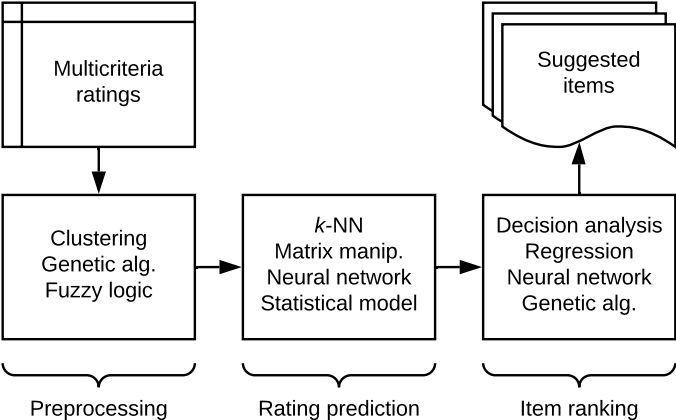 Multicriteria
ratings
Suggested
items
Clustering
Genetic alg.
Fuzzy logic
k-NN
Matrix manip.
Neural network
Statistical model
Decision analysis
Regression
Neural network
Genetic alg.
Preprocessing
Rating prediction
Item ranking